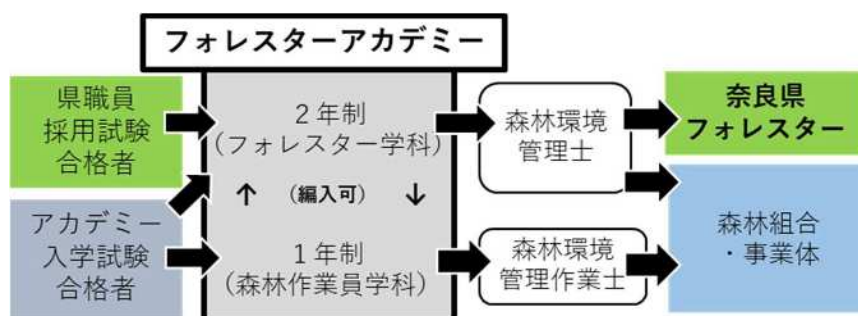 フォレスターアカデミー
県職員
採用試験
合格者
アカデミー
入学試験
合格者
２年制
（フォレスター学科）
↑ （編入可） ↓
１年制
（森林作業員学科）
森林環境
管理士
森林環境
管理作業士
奈良県
フォレスター
森林組合
・事業体